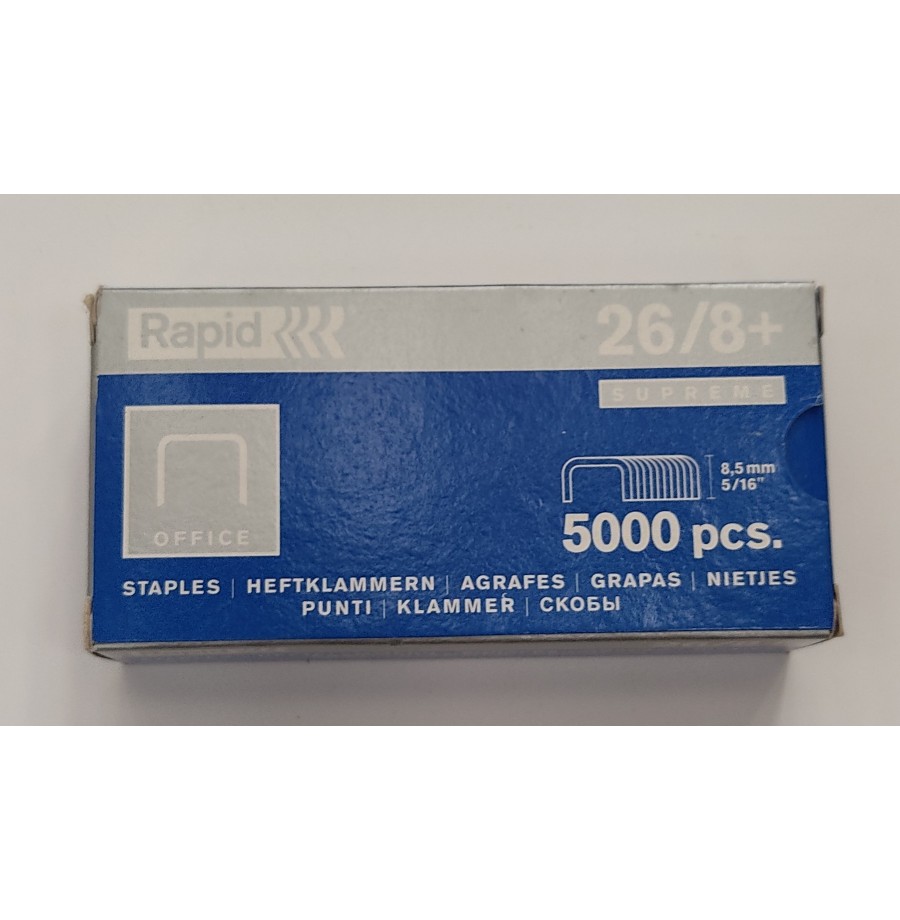 Rapid
26/8+
SUPREME
8,5 mm
5/16"
5000 pcs.
OFFICE
STAPLES | HEFTKLAMMERN | AGRAFES | GRAPAS | NIETJES
PUNTI | KLAMMER | СКОБЫ